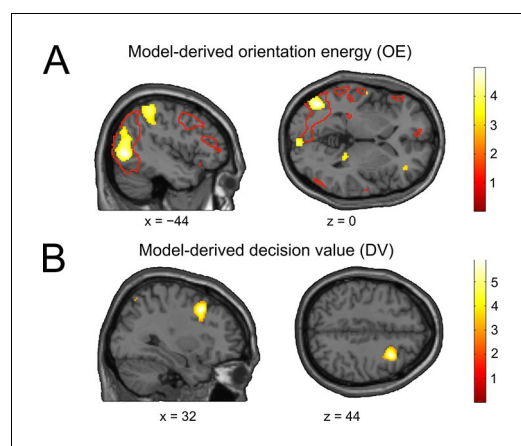 A
Model-derived orientation energy (OE)
4
3
2
1
0
x = −44
z = 0
B
Model-derived decision value (DV)
5
4
3
2
1
x = 32
z = 44